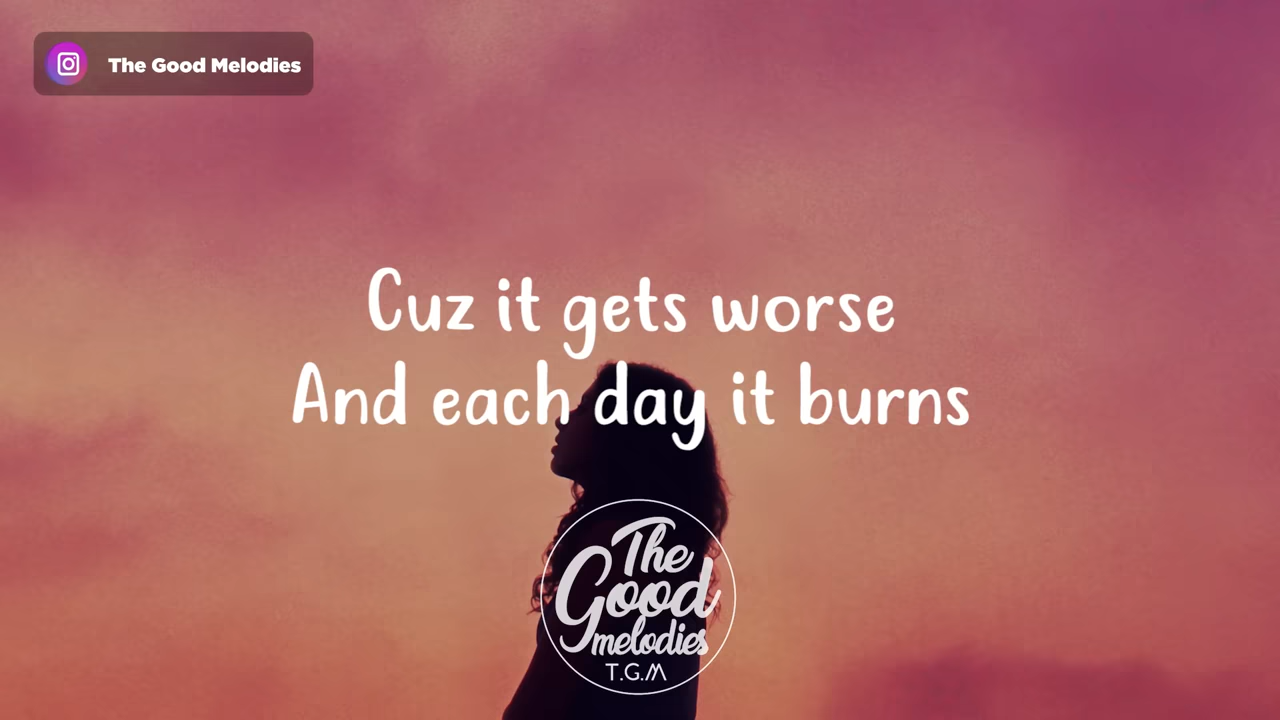 The Good Melodies
Cuz it gets worse
And each day it burns
The
Good
melodies
T.G.M